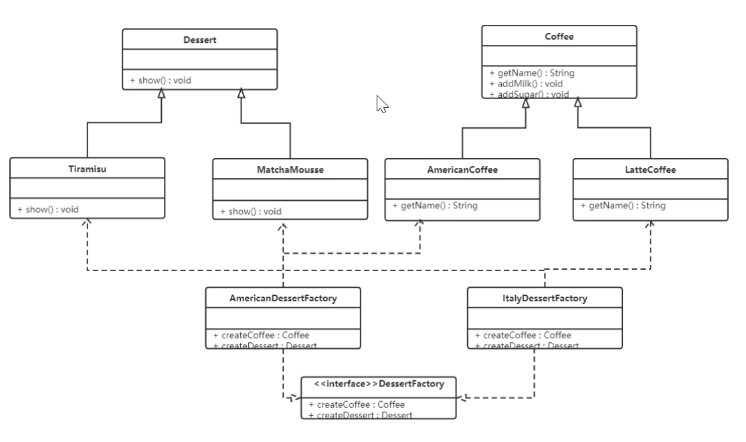 Dessert
+ show() : void
Coffee
+ getName() : String
+ addMilk() : void
+ addSugar() : void
Tiramisu
+ show() : void
MatchaMousse
+ show() : void
AmericanCoffee
+ getName() : String
LatteCoffee
+ getName() : String
AmericanDessertFactory
+ createCoffee : Coffee
+ createDessert : Dessert
ItalyDessertFactory
+ createCoffee : Coffee
+ createDessert : Dessert
<<interface>>DessertFactory
+ createCoffee : Coffee
+ createDessert : Dessert